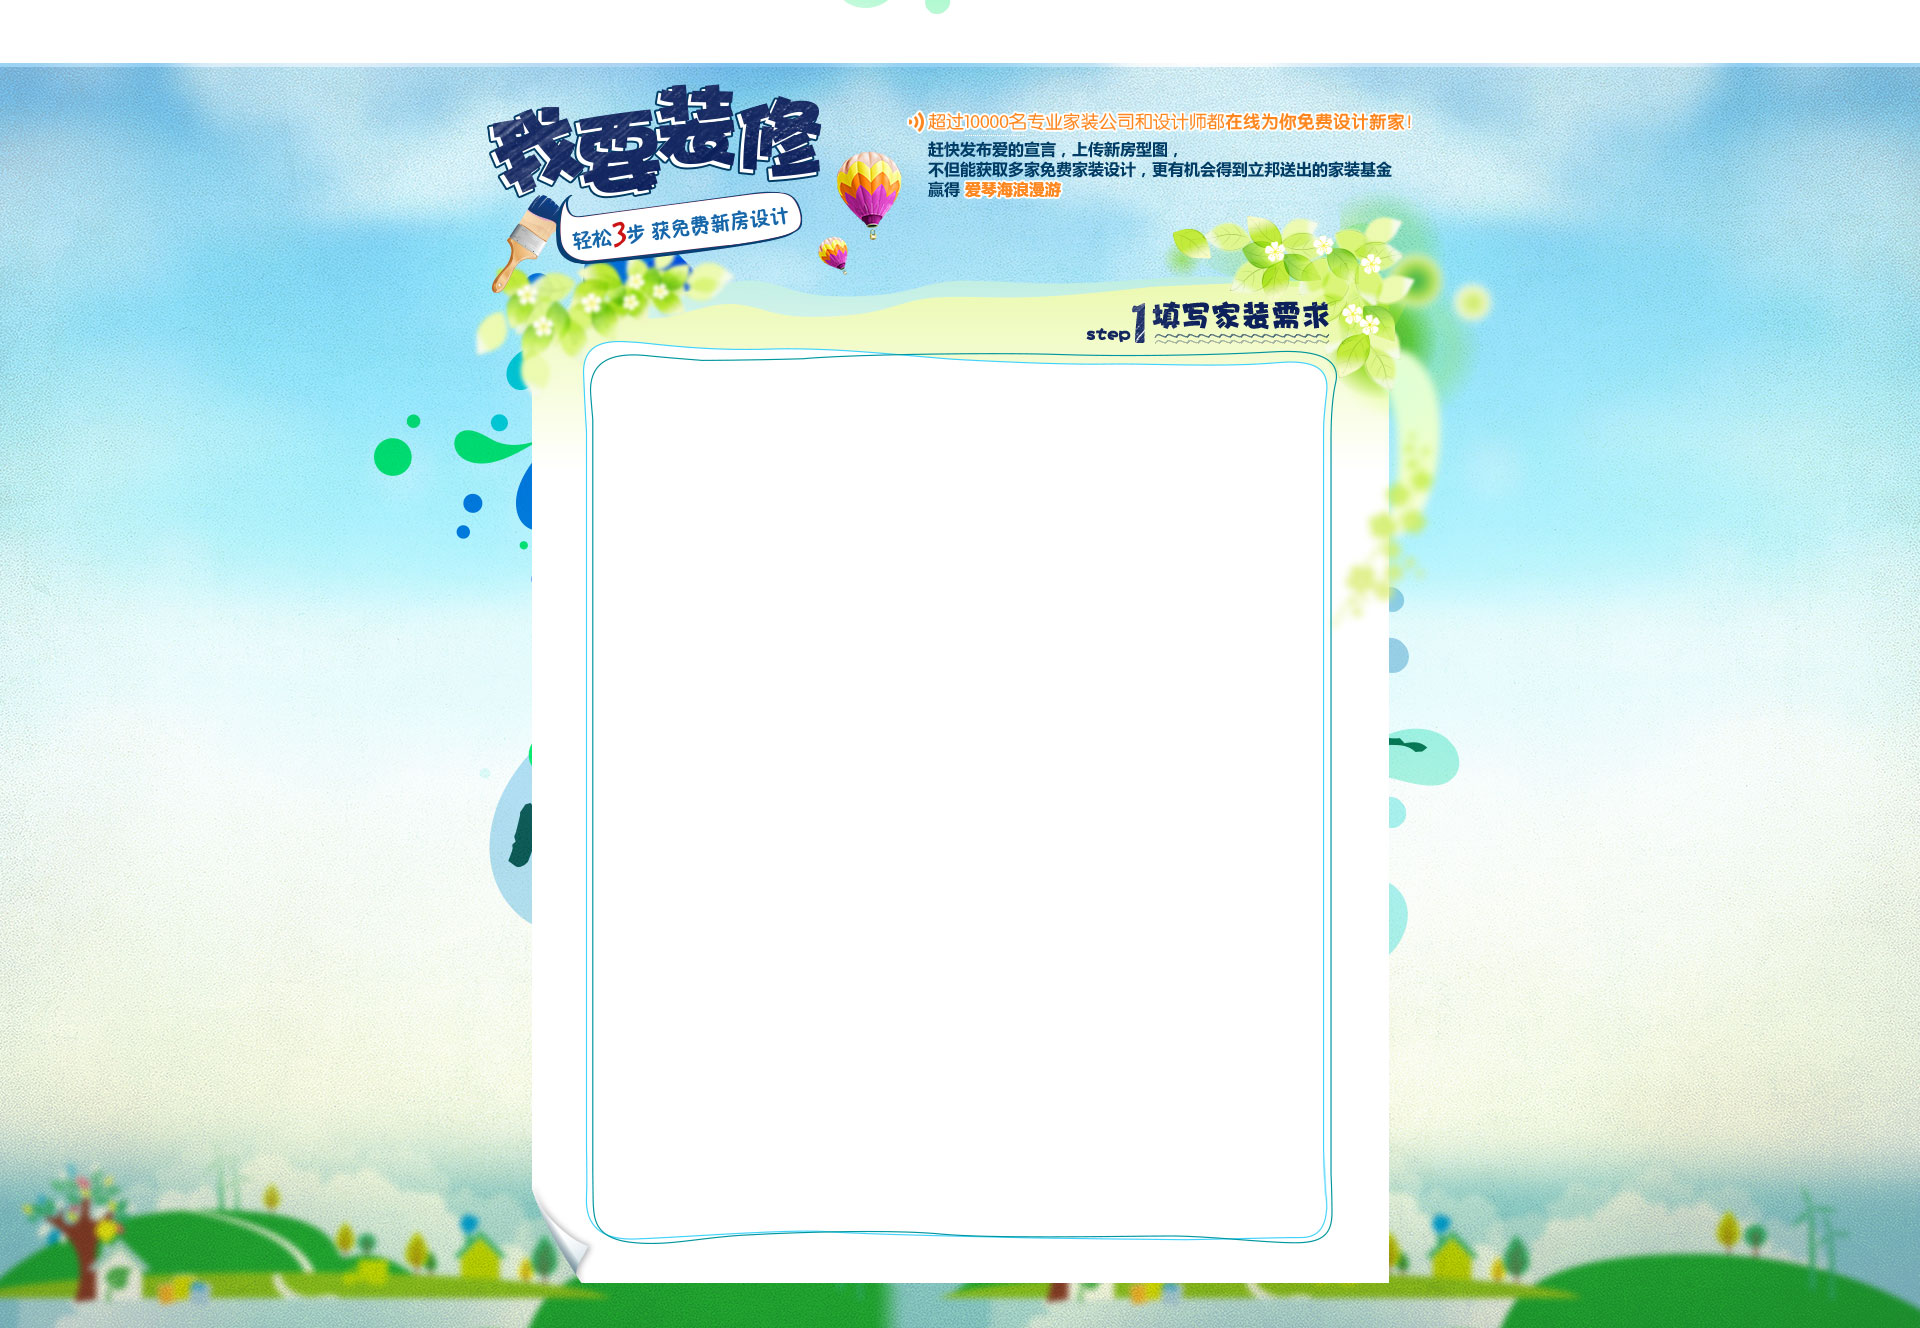 我要装修
轻松3步 获免费新房设计
超过10000名专业家装公司和设计师都在线为你免费设计新家！
赶快发布爱的宣言，上传新房型图，
不但能获取多家免费家装设计，更有机会得到立邦送出的家装基金
赢得 爱琴海浪漫游
step1 填写家装需求